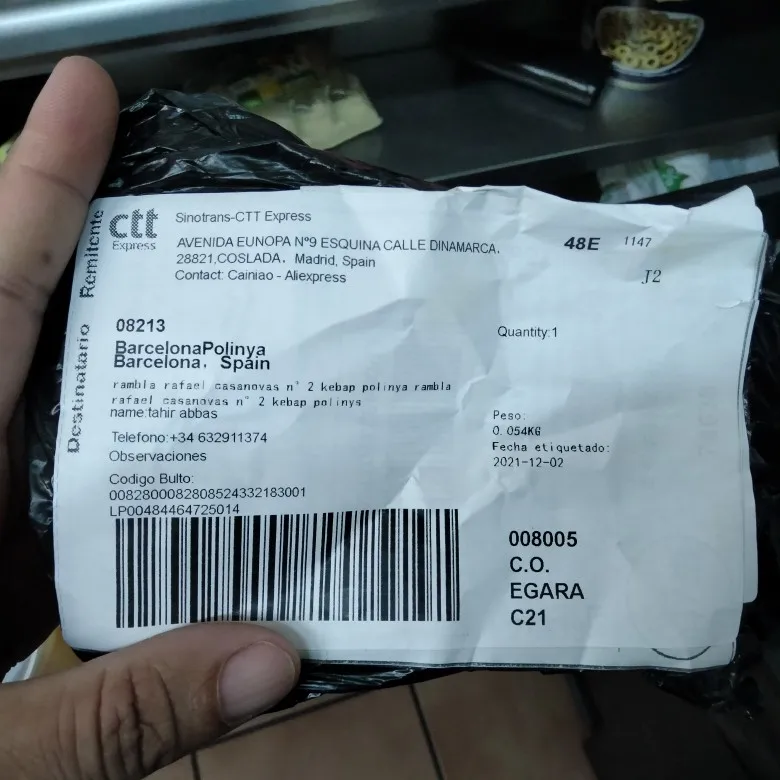 Remitente
ctt
Express
Sinotrans-CTT Express
AVENIDA EUNOPA N°9 ESQUINA CALLE DINAMARCA,
28821,COSLADA, Madrid, Spain
Contact: Cainiao - Aliexpress
48E 1147
J2
Destinatario
08213
BarcelonaPolinya
Barcelona, Spain
rambla rafael casanovas n° 2 kebap polinya rambla
rafael casanovas n° 2 kebap polinys
name:tahir abbas
Telefono:+34 632911374
Observaciones
Quantity:1
Peso:
0.054KG
Fecha etiquetado:
2021-12-02
Codigo Bulto:
0082800082808524332183001
LP00484464725014
008005
C.O.
EGARA
C21